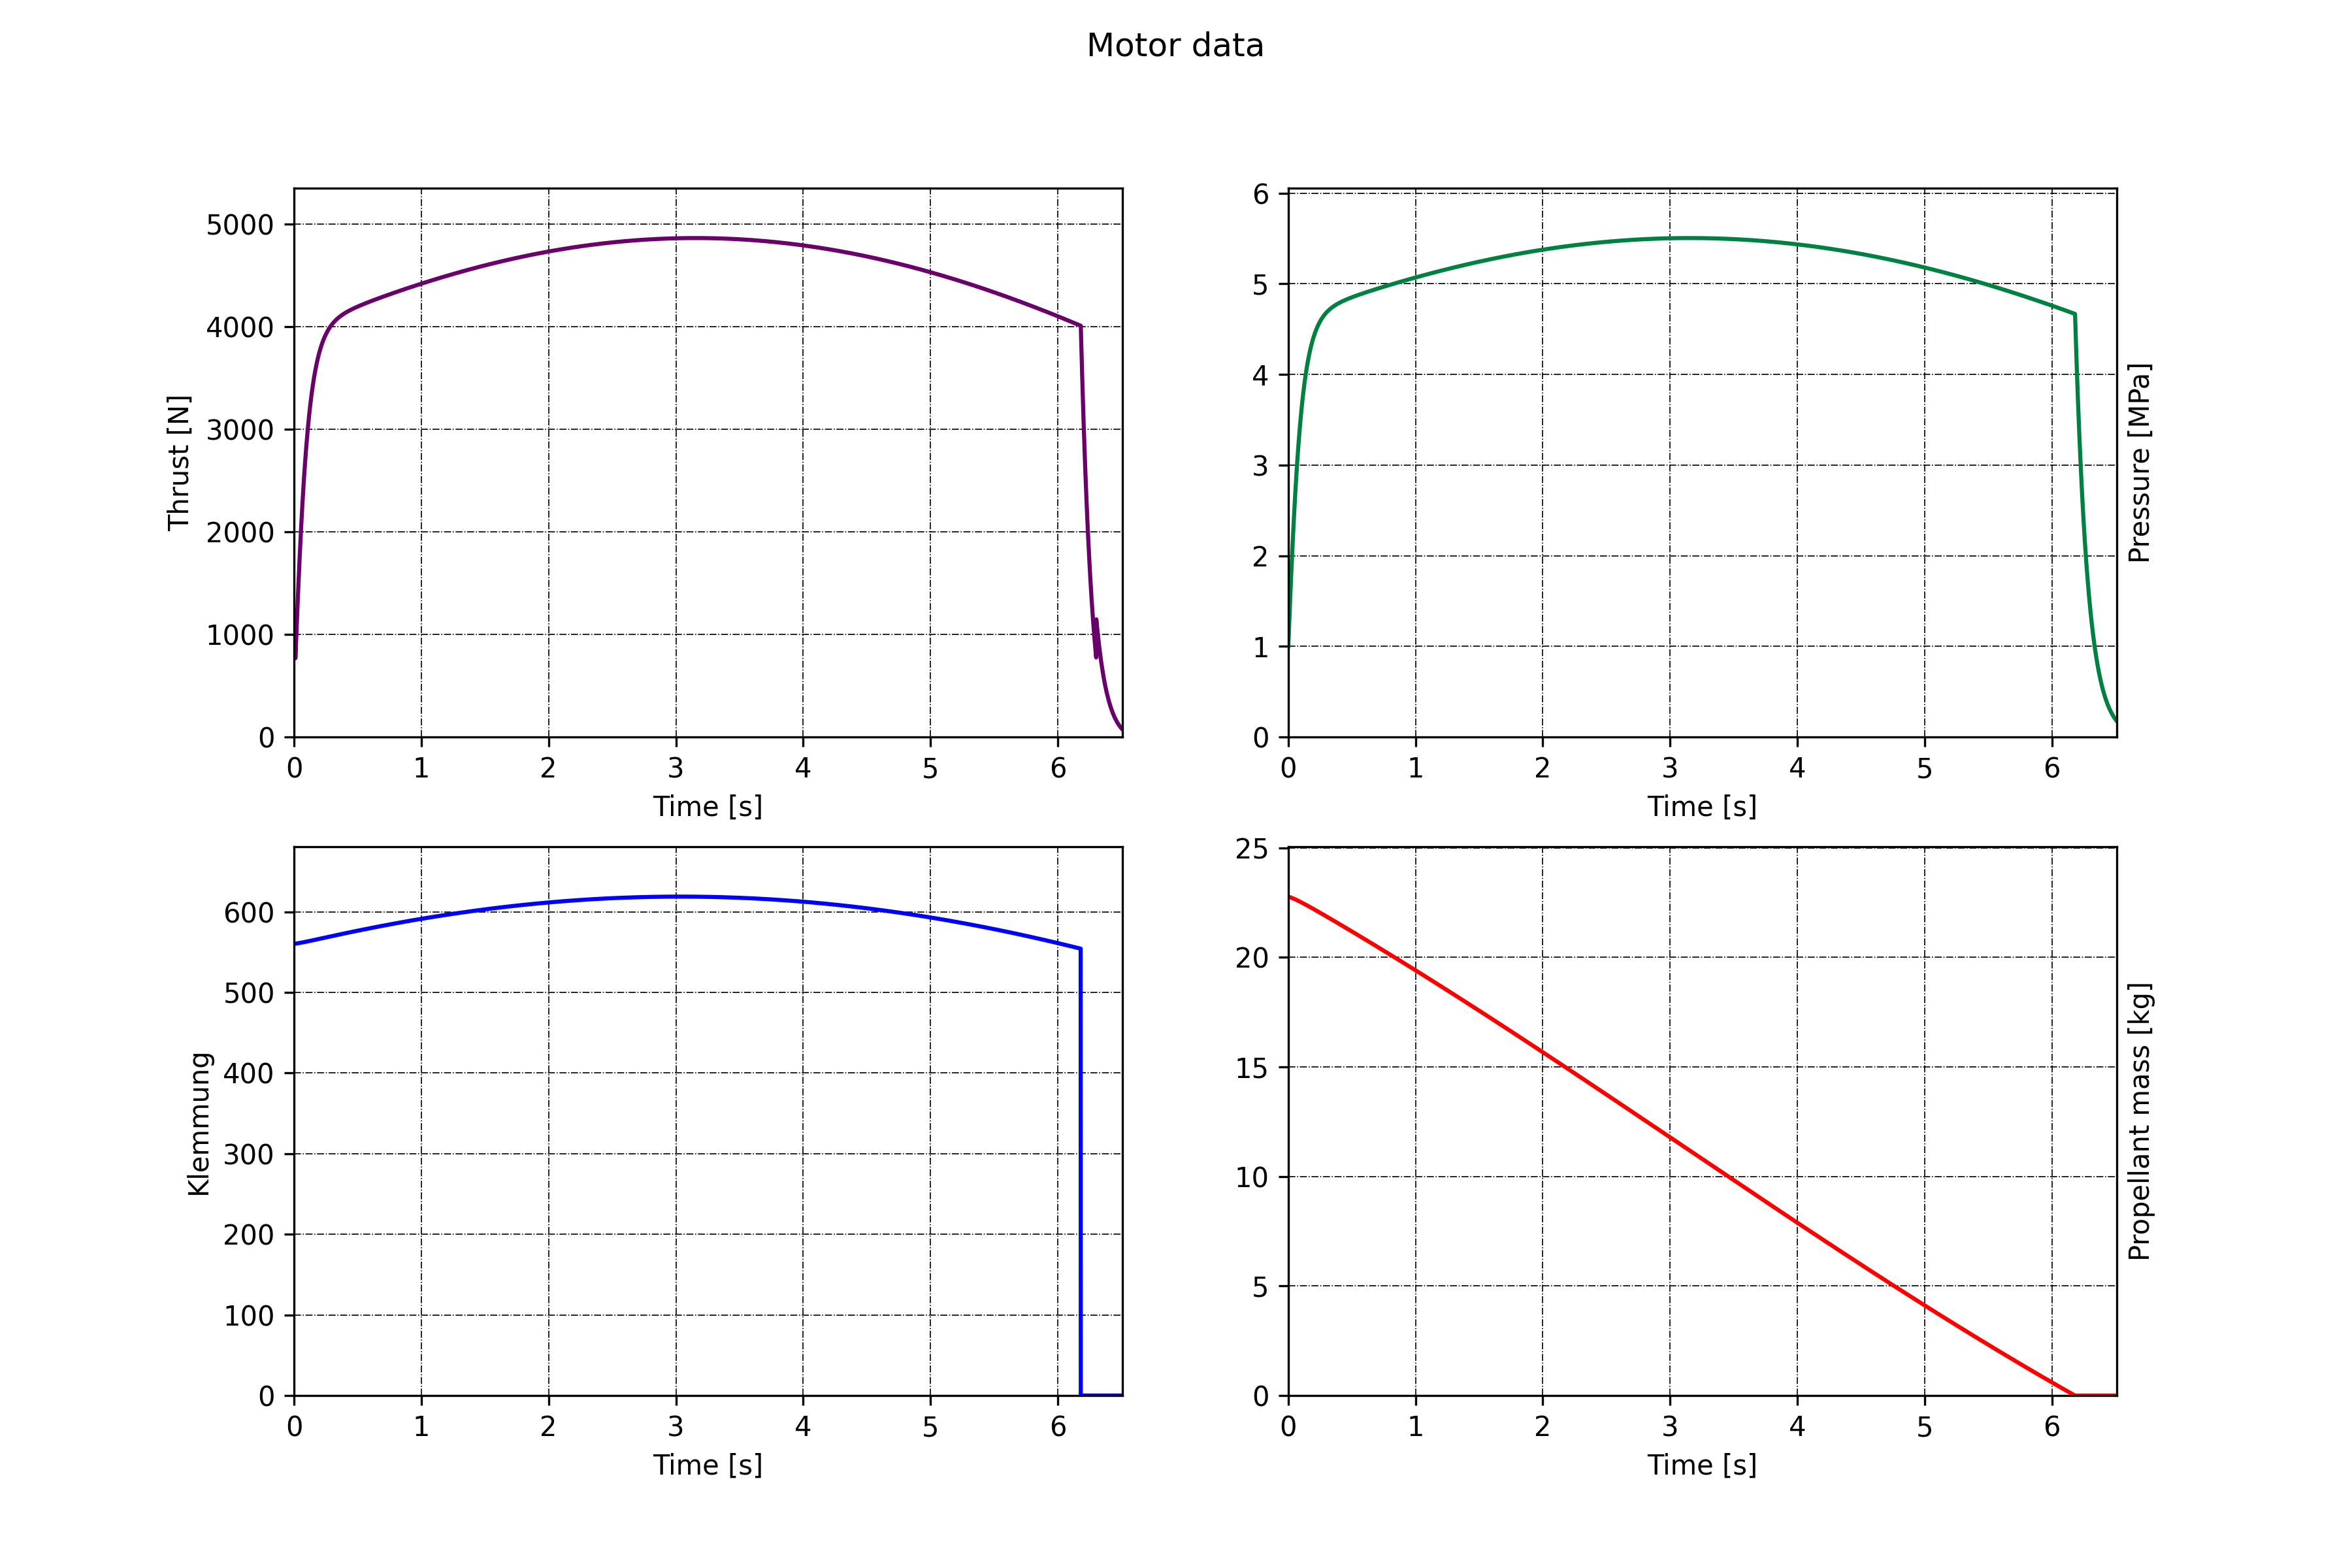 Motor data
Thrust [N]
5000
4000
3000
2000
1000
0
0 1 2 3 4 5 6
Time [s]
6
5
4
3
2
1
0
0 1 2 3 4 5 6
Time [s]
Pressure [MPa]
Klemmung
600
500
400
300
200
100
0
0 1 2 3 4 5 6
Time [s]
25
20
15
10
5
0
0 1 2 3 4 5 6
Time [s]
Propellant mass [kg]